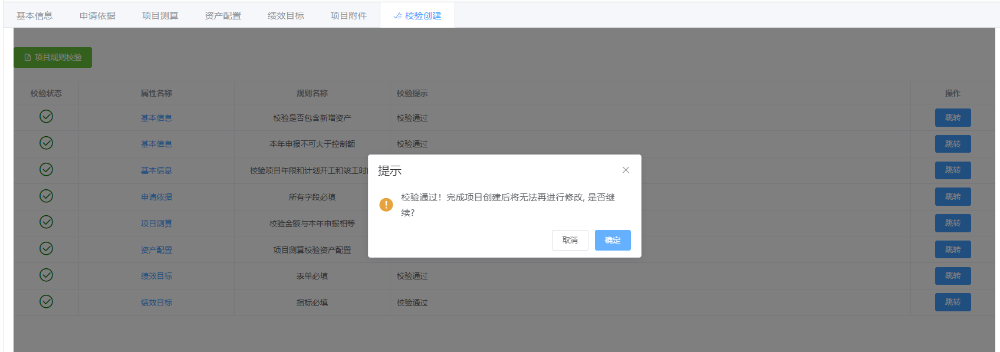 基本信息
申请依据
项目测算
资产配置
绩效目标
项目附件
校验创建
项目规则校验
校验状态
属性名称
规则名称
校验提示
操作
基本信息
校验是否包含新增资产
校验通过
跳转
基本信息
本年申报不可大于控制额
校验通过
跳转
基本信息
校验项目年限和计划开工和竣工时
跳转
申请依据
所有字段必填
跳转
项目测算
校验金额与本年申报相等
跳转
资产配置
项目测算校验资产配置
跳转
绩效目标
表单必填
校验通过
跳转
绩效目标
指标必填
校验通过
跳转
提示
校验通过！完成项目创建后将无法再进行修改, 是否继
续?
取消
确定